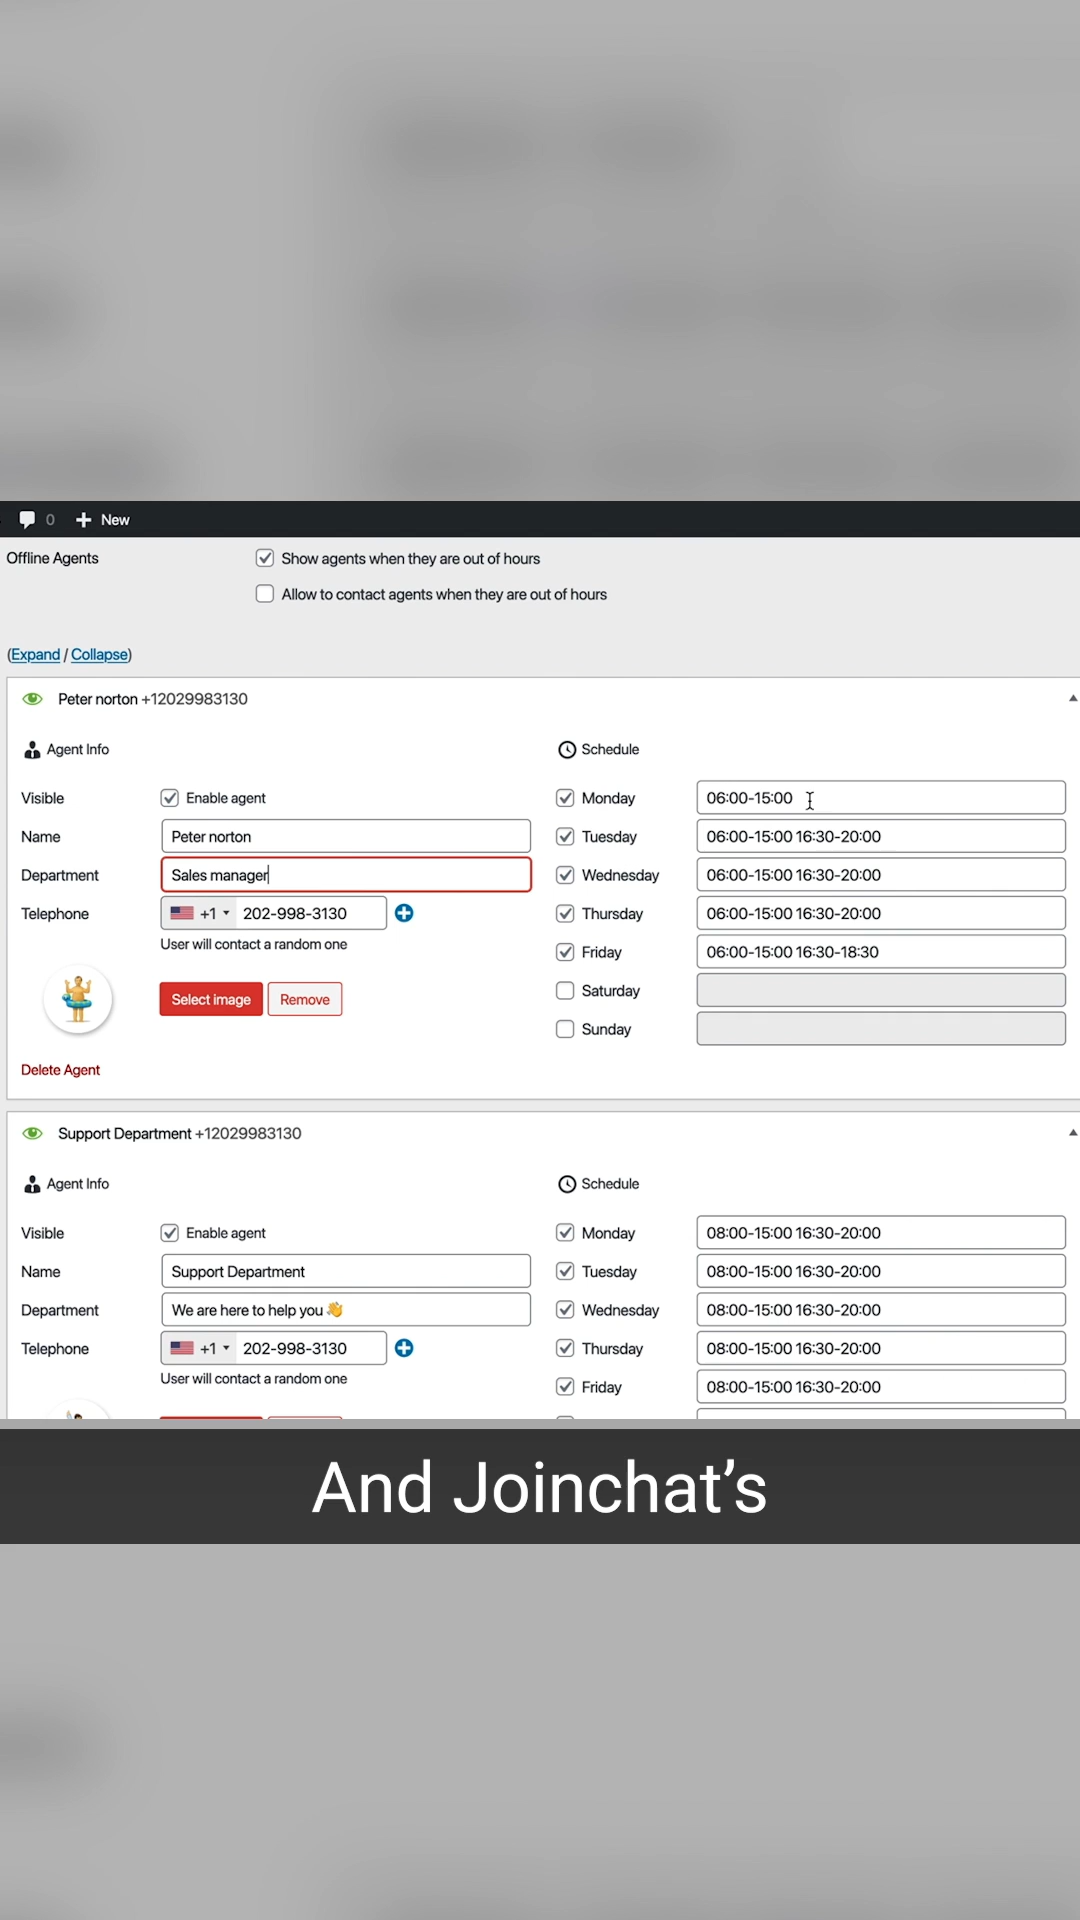 0 New
Offline Agents Show agents when they are out of hours
Allow to contact agents when they are out of hours
(Expand / Collapse)
Peter norton +12029983130
Agent Info Schedule
Visible Enable agent Monday 06:00-15:00
Name Peter norton Tuesday 06:00-15:00 16:30-20:00
Department Sales manager Wednesday 06:00-15:00 16:30-20:00
Telephone +1 202-998-3130 Thursday 06:00-15:00 16:30-20:00
User will contact a random one Friday 06:00-15:00 16:30-18:30
Select image Remove Saturday
Sunday
Delete Agent
Support Department +12029983130
Agent Info Schedule
Visible Enable agent Monday 08:00-15:00 16:30-20:00
Name Support Department Tuesday 08:00-15:00 16:30-20:00
Department We are here to help you 👋 Wednesday 08:00-15:00 16:30-20:00
Telephone +1 202-998-3130 Thursday 08:00-15:00 16:30-20:00
User will contact a random one Friday 08:00-15:00 16:30-20:00
And Joinchat’s